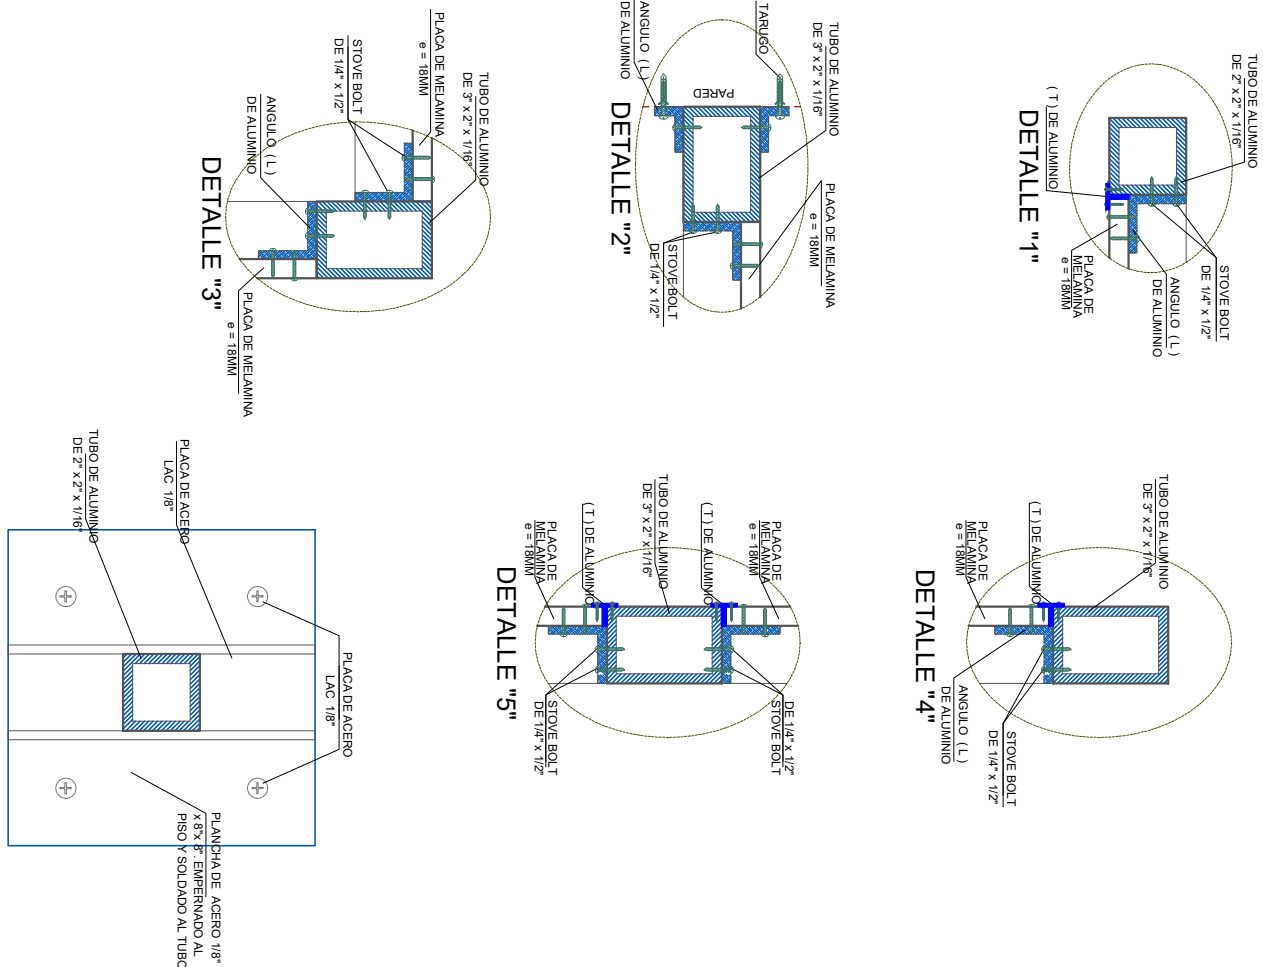 TUBO DE ALUMINIO
DE 2" x 2" x 1/16"
( T ) DE ALUMINIO
STOVE BOLT
DE 1/4" x 1/2"
ANGULO ( L )
DE ALUMINIO
PLACA DE
MELAMINA
e = 18MM
DETALLE "1"
TUBO DE ALUMINIO
DE 3" x 2" x 1/16"
TARUGO
ANGULO ( L )
DE ALUMINIO
PARED
PLACA DE MELAMINA
e = 18MM
STOVE BOLT
DE 1/4" x 1/2"
DETALLE "2"
TUBO DE ALUMINIO
DE 3" x 2" x 1/16"
PLACA DE MELAMINA
e = 18MM
STOVE BOLT
DE 1/4" x 1/2"
ANGULO ( L )
DE ALUMINIO
PLACA DE MELAMINA
e = 18MM
DETALLE "3"
TUBO DE ALUMINIO
DE 3" x 2" x 1/16"
( T ) DE ALUMINIO
PLACA DE
MELAMINA
e = 18MM
STOVE BOLT
DE 1/4" x 1/2"
ANGULO ( L )
DE ALUMINIO
DETALLE "4"
PLACA DE
MELAMINA
e = 18MM
( T ) DE ALUMINIO
TUBO DE ALUMINIO
DE 3" x 2" x 1/16"
( T ) DE ALUMINIO
PLACA DE
MELAMINA
e = 18MM
DE 1/4" x 1/2"
STOVE BOLT
STOVE BOLT
DE 1/4" x 1/2"
DETALLE "5"
PLACA DE ACERO
LAC 1/8"
TUBO DE ALUMINIO
DE 2" x 2" x 1/16"
PLACA DE ACERO
LAC 1/8"
PLANCHA DE ACERO 1/8"
x 8"x 8". EMPERNADO AL
PISO Y SOLDADO AL TUBO